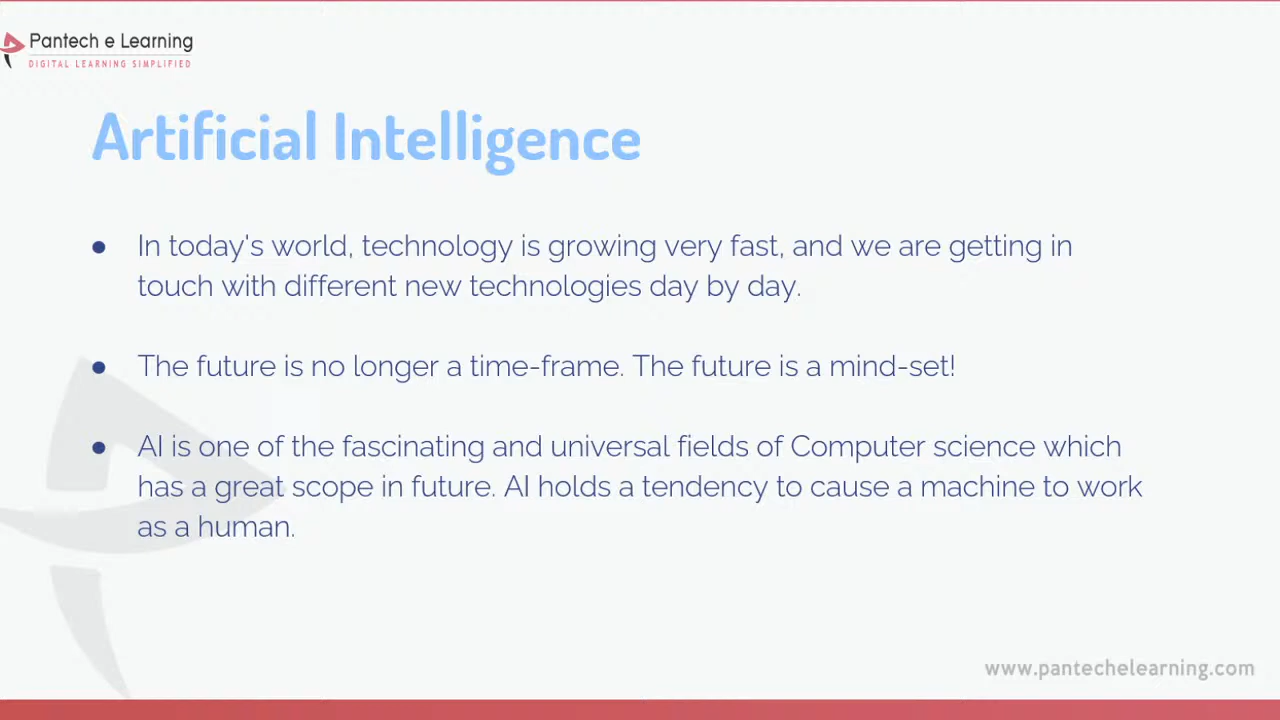 Pantech e Learning
DIGITAL LEARNING SIMPLIFIED
Artificial Intelligence
● In today's world, technology is growing very fast, and we are getting in
touch with different new technologies day by day.
● The future is no longer a time-frame. The future is a mind-set!
● AI is one of the fascinating and universal fields of Computer science which
has a great scope in future. AI holds a tendency to cause a machine to work
as a human.
www.pantechelearning.com